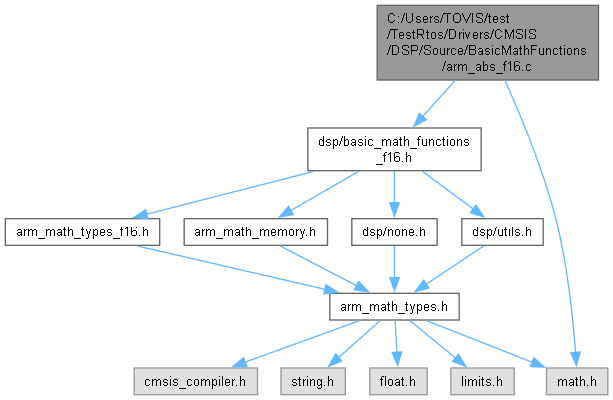 C:/Users/TOVIS/test
/TestRtos/Drivers/CMSIS
/DSP/Source/BasicMathFunctions
/arm_abs_f16.c
dsp/basic_math_functions
_f16.h
arm_math_types_f16.h
arm_math_memory.h
dsp/none.h
dsp/utils.h
arm_math_types.h
cmsis_compiler.h
string.h
float.h
limits.h
math.h